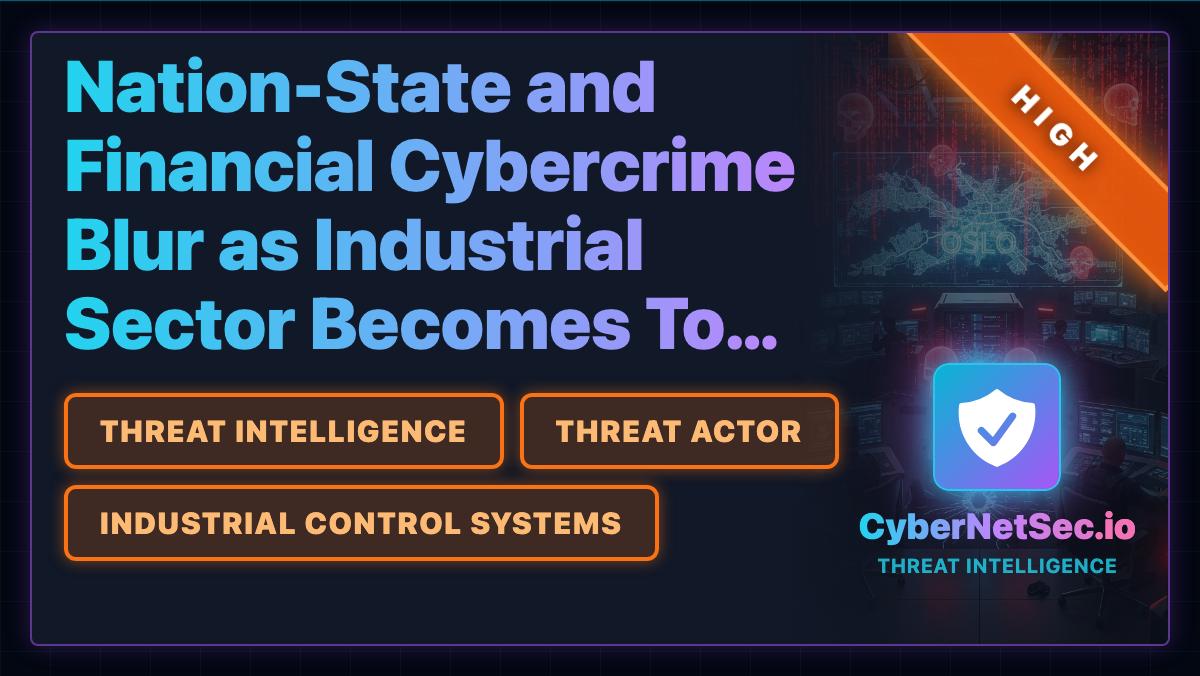 Nation-State and
Financial Cybercrime
Blur as Industrial
Sector Becomes To...
HIGH
OSLO
THREAT INTELLIGENCE
THREAT ACTOR
INDUSTRIAL CONTROL SYSTEMS
CyberNetSec.io
THREAT INTELLIGENCE